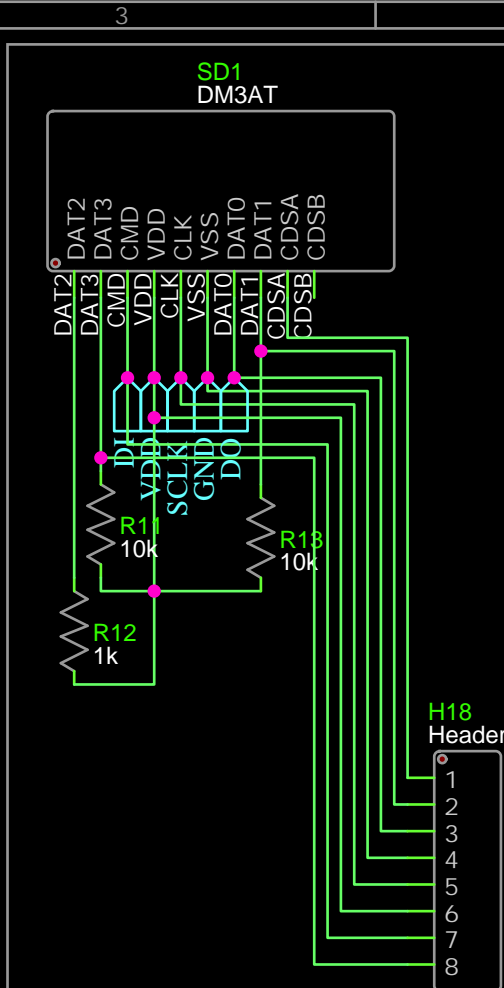 3
SD1
DM3AT
DAT2
DAT3
CMD
VDD
CLK
VSS
DAT0
DAT1
CDSA
CDSB
DAT2
DAT3
CMD
VDD
CLK
VSS
DAT0
DAT1
CDSA
CDSB
DI
VDD
SCLK
GND
DO
R11
10k
R13
10k
R12
1k
H18
Header
1
2
3
4
5
6
7
8